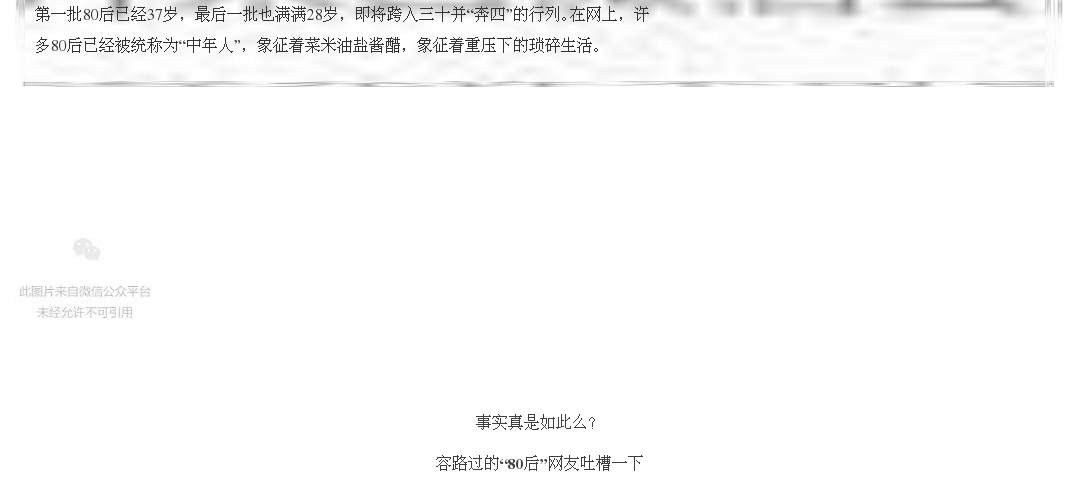 第一批80后已经37岁，最后一批也满满28岁，即将跨入三十并“奔四”的行列。在网上，许
多80后已经被统称为“中年人”，象征着菜米油盐酱醋，象征着重压下的琐碎生活。
此图片来自微信公众平台
未经允许不可引用
事实真是如此么？
容路过的“80后”网友吐槽一下